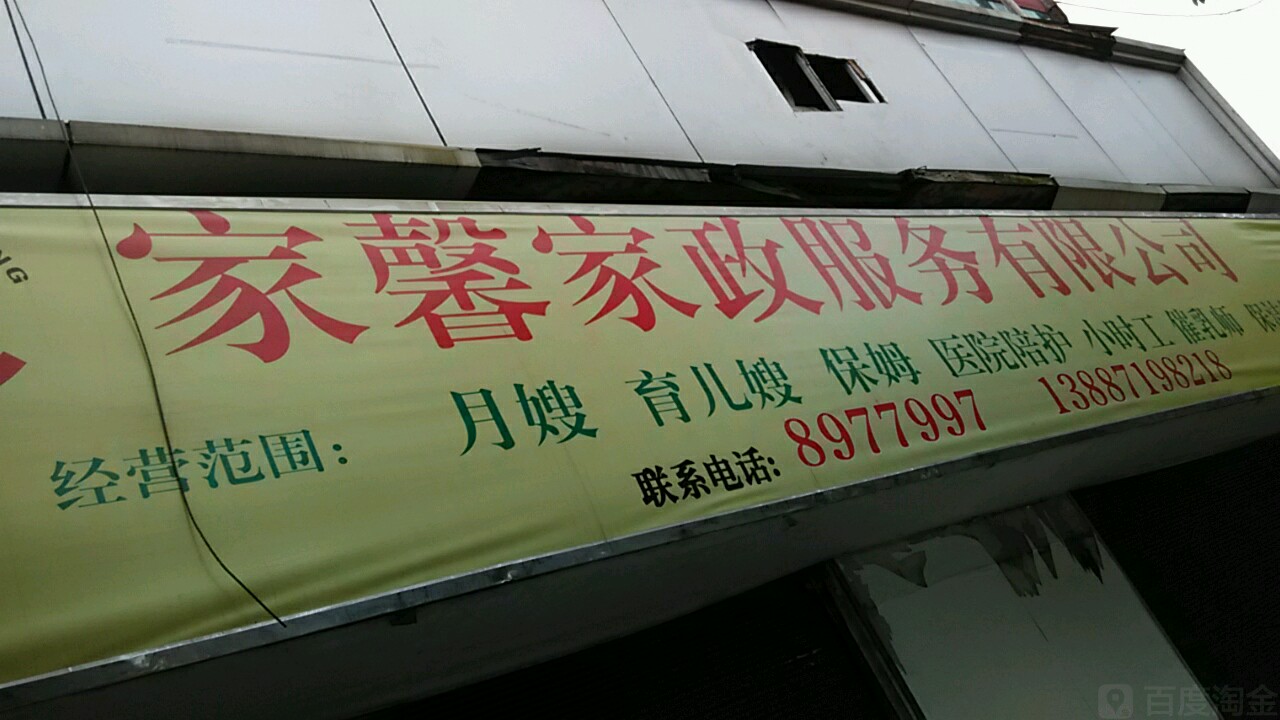 NG
家馨家政服务有限公司
经营范围: 月嫂 育儿嫂 保姆 医院陪护 小时工 催乳师
联系电话: 8977997 13887198218
百度淘金